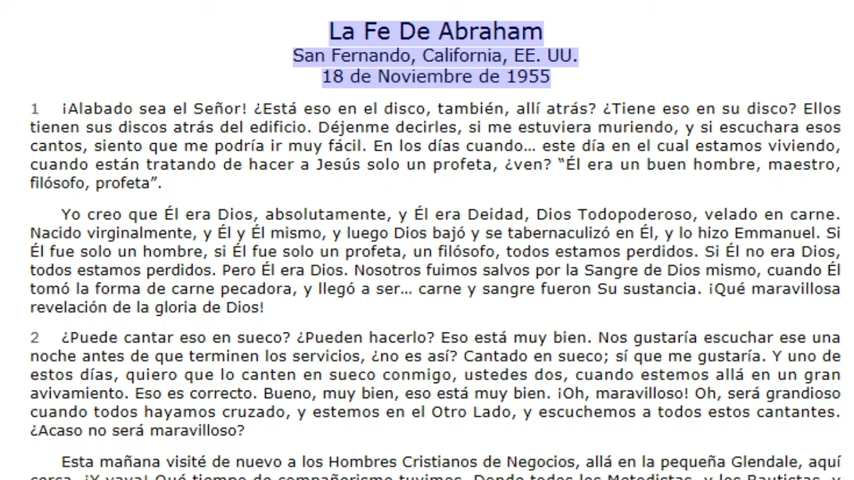 La Fe De Abraham
San Fernando, California, EE. UU.
18 de Noviembre de 1955
1 ¡Alabado sea el Señor! ¿Está eso en el disco, también, allí atrás? ¿Tiene eso en su disco? Ellos
tienen sus discos atrás del edificio. Déjenme decirles, si me estuviera muriendo, y si escuchara esos
cantos, siento que me podría ir muy fácil. En los días cuando… este día en el cual estamos viviendo,
cuando están tratando de hacer a Jesús solo un profeta, ¿ven? “Él era un buen hombre, maestro,
filósofo, profeta”.
Yo creo que Él era Dios, absolutamente, y Él era Deidad, Dios Todopoderoso, velado en carne.
Nacido virginalmente, y Él y Él mismo, y luego Dios bajó y se tabernaculizó en Él, y lo hizo Emmanuel. Si
Él fue solo un hombre, si Él fue solo un profeta, un filósofo, todos estamos perdidos. Si Él no era Dios,
todos estamos perdidos. Pero Él era Dios. Nosotros fuimos salvos por la Sangre de Dios mismo, cuando Él
tomó la forma de carne pecadora, y llegó a ser… carne y sangre fueron Su sustancia. ¡Qué maravillosa
revelación de la gloria de Dios!
2 ¿Puede cantar eso en sueco? ¿Pueden hacerlo? Eso está muy bien. Nos gustaría escuchar ese una
noche antes de que terminen los servicios, ¿no es así? Cantado en sueco; sí que me gustaría. Y uno de
estos días, quiero que lo canten en sueco conmigo, ustedes dos, cuando estemos allá en un gran
avivamiento. Eso es correcto. Bueno, muy bien, eso está muy bien. ¡Oh, maravilloso! Oh, será grandioso
cuando todos hayamos cruzado, y estemos en el Otro Lado, y escuchemos a todos estos cantantes.
¿Acaso no será maravilloso?
Esta mañana visité de nuevo a los Hombres Cristianos de Negocios, allá en la pequeña Glendale, aquí
cerca. ¡Y vaya! Qué tiempo de compañerismo tuvimos. Donde todos los Metodistas, y los Bautistas, y